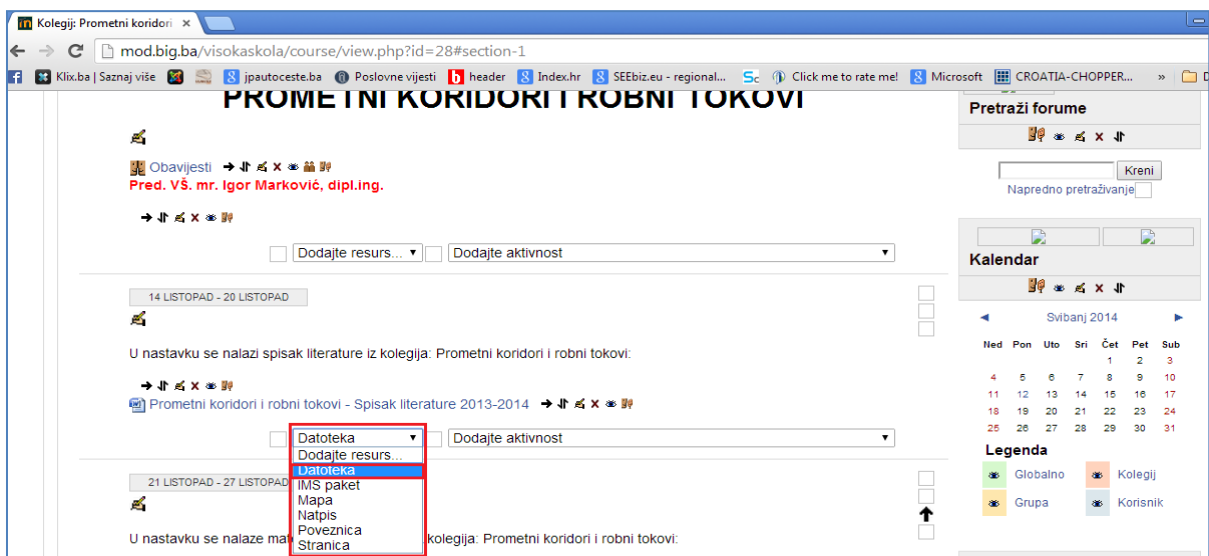 Kolegij: Prometni koridori
mod.big.ba/visokaskola/course/view.php?id=28#section-1
Klix.ba | Saznaj više jpautoceste.ba Poslovne vijesti header Index.hr SEEbiz.eu - regional... Click me to rate me! Microsoft CROATIA-CHOPPER... »
PROMETNI KORIDORI I ROBNI TOKOVI
Obavijesti
Pred. VŠ. mr. Igor Marković, dipl.ing.
Dodajte resurs... Dodajte aktivnost
14 LISTOPAD - 20 LISTOPAD
U nastavku se nalazi spisak literature iz kolegija: Prometni koridori i robni tokovi:
Prometni koridori i robni tokovi - Spisak literature 2013-2014
Datoteka Dodajte aktivnost
Dodajte resurs...
Datoteka
IMS paket
Mapa
Natpis
Poveznica
Stranica
21 LISTOPAD - 27 LISTOPAD
U nastavku se nalaze mat kolegija: Prometni koridori i robni tokovi:
Pretraži forume
Kreni
Napredno pretraživanje
Kalendar
◄ Svibanj 2014 ►
Ned Pon Uto Sri Čet Pet Sub
1 2 3
4 5 6 7 8 9 10
11 12 13 14 15 16 17
18 19 20 21 22 23 24
25 26 27 28 29 30 31
Legenda
Globalno Kolegij
Grupa Korisnik